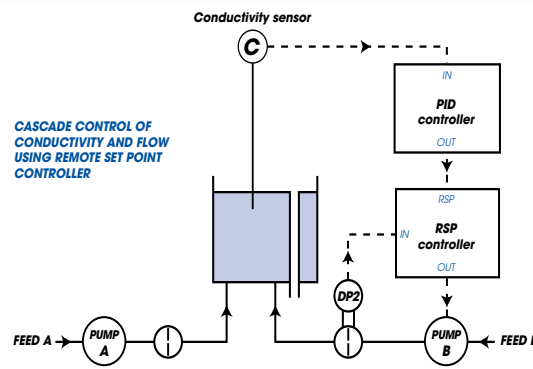 Conductivity sensor
C
IN
PID
controller
OUT
CASCADE CONTROL OF
CONDUCTIVITY AND FLOW
USING REMOTE SET POINT
CONTROLLER
RSP
IN
RSP
controller
OUT
DP2
FEED A
PUMP
A
PUMP
B
FEED